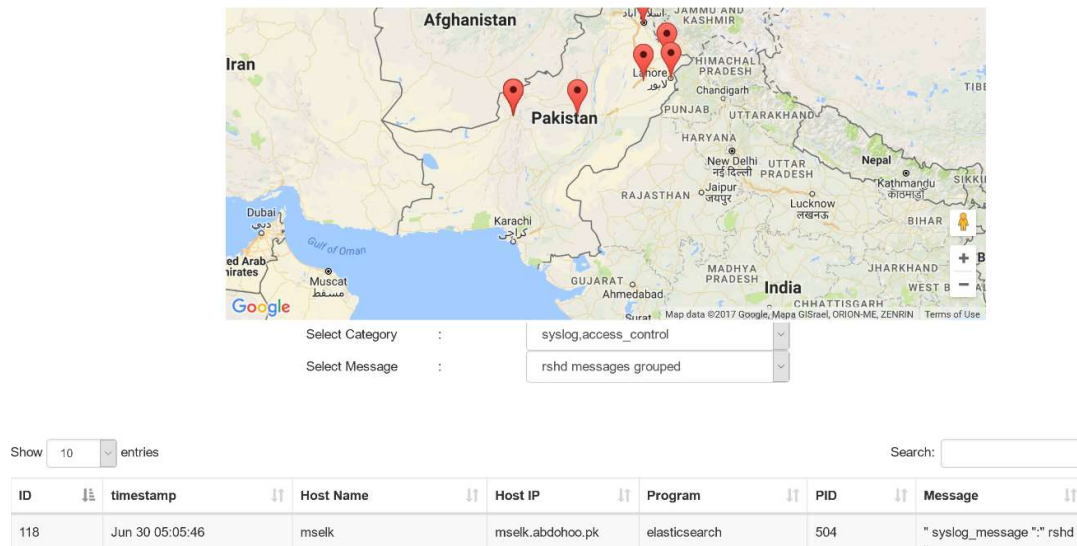 Afghanistan
اسلام آباد
JAMMU AND
KASHMIR
Iran
HIMACHAL
PRADESH
Lahore
لاہور
Chandigarh
TIBE
Pakistan
PUNJAB
UTTARAKHAND
HARYANA
New Delhi
नई दिल्ली
UTTAR
PRADESH
Nepal
Kathmandu
काठमाडौं
SIKKI
RAJASTHAN
Jaipur
जयपुर
Lucknow
लखनऊ
Dubai
دبي
Karachi
كراچی
BIHAR
Gulf of Oman
ed Arab
nirates
Muscat
مسقط
MADHYA
PRADESH
JHARKHAND
B
GUJARAT
Ahmedabad
India
WEST B
AL
CHHATTISGARH
Surat
Google
Map data ©2017 Google, Mapa GISrael, ORION-ME, ZENRIN Terms of Use
Select Category : syslog,access_control
Select Message : rshd messages grouped
Show 10 entries Search:
ID timestamp Host Name Host IP Program PID Message
118 Jun 30 05:05:46 mselk mselk.abdohoo.pk elasticsearch 504 " syslog_message ":" rshd